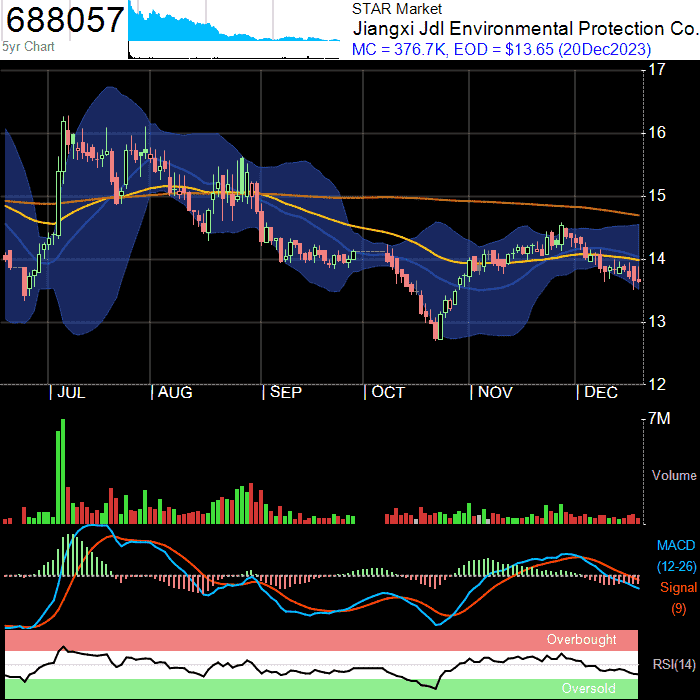 688057
5yr Chart
STAR Market
Jiangxi Jdl Environmental Protection Co.
MC = 376.7K, EOD = $13.65 (20Dec2023)
17
16
15
14
13
12
| JUL | AUG | SEP | OCT | NOV | DEC
7M
Volume
MACD
(12-26)
Signal
(9)
Overbought
RSI(14)
Oversold